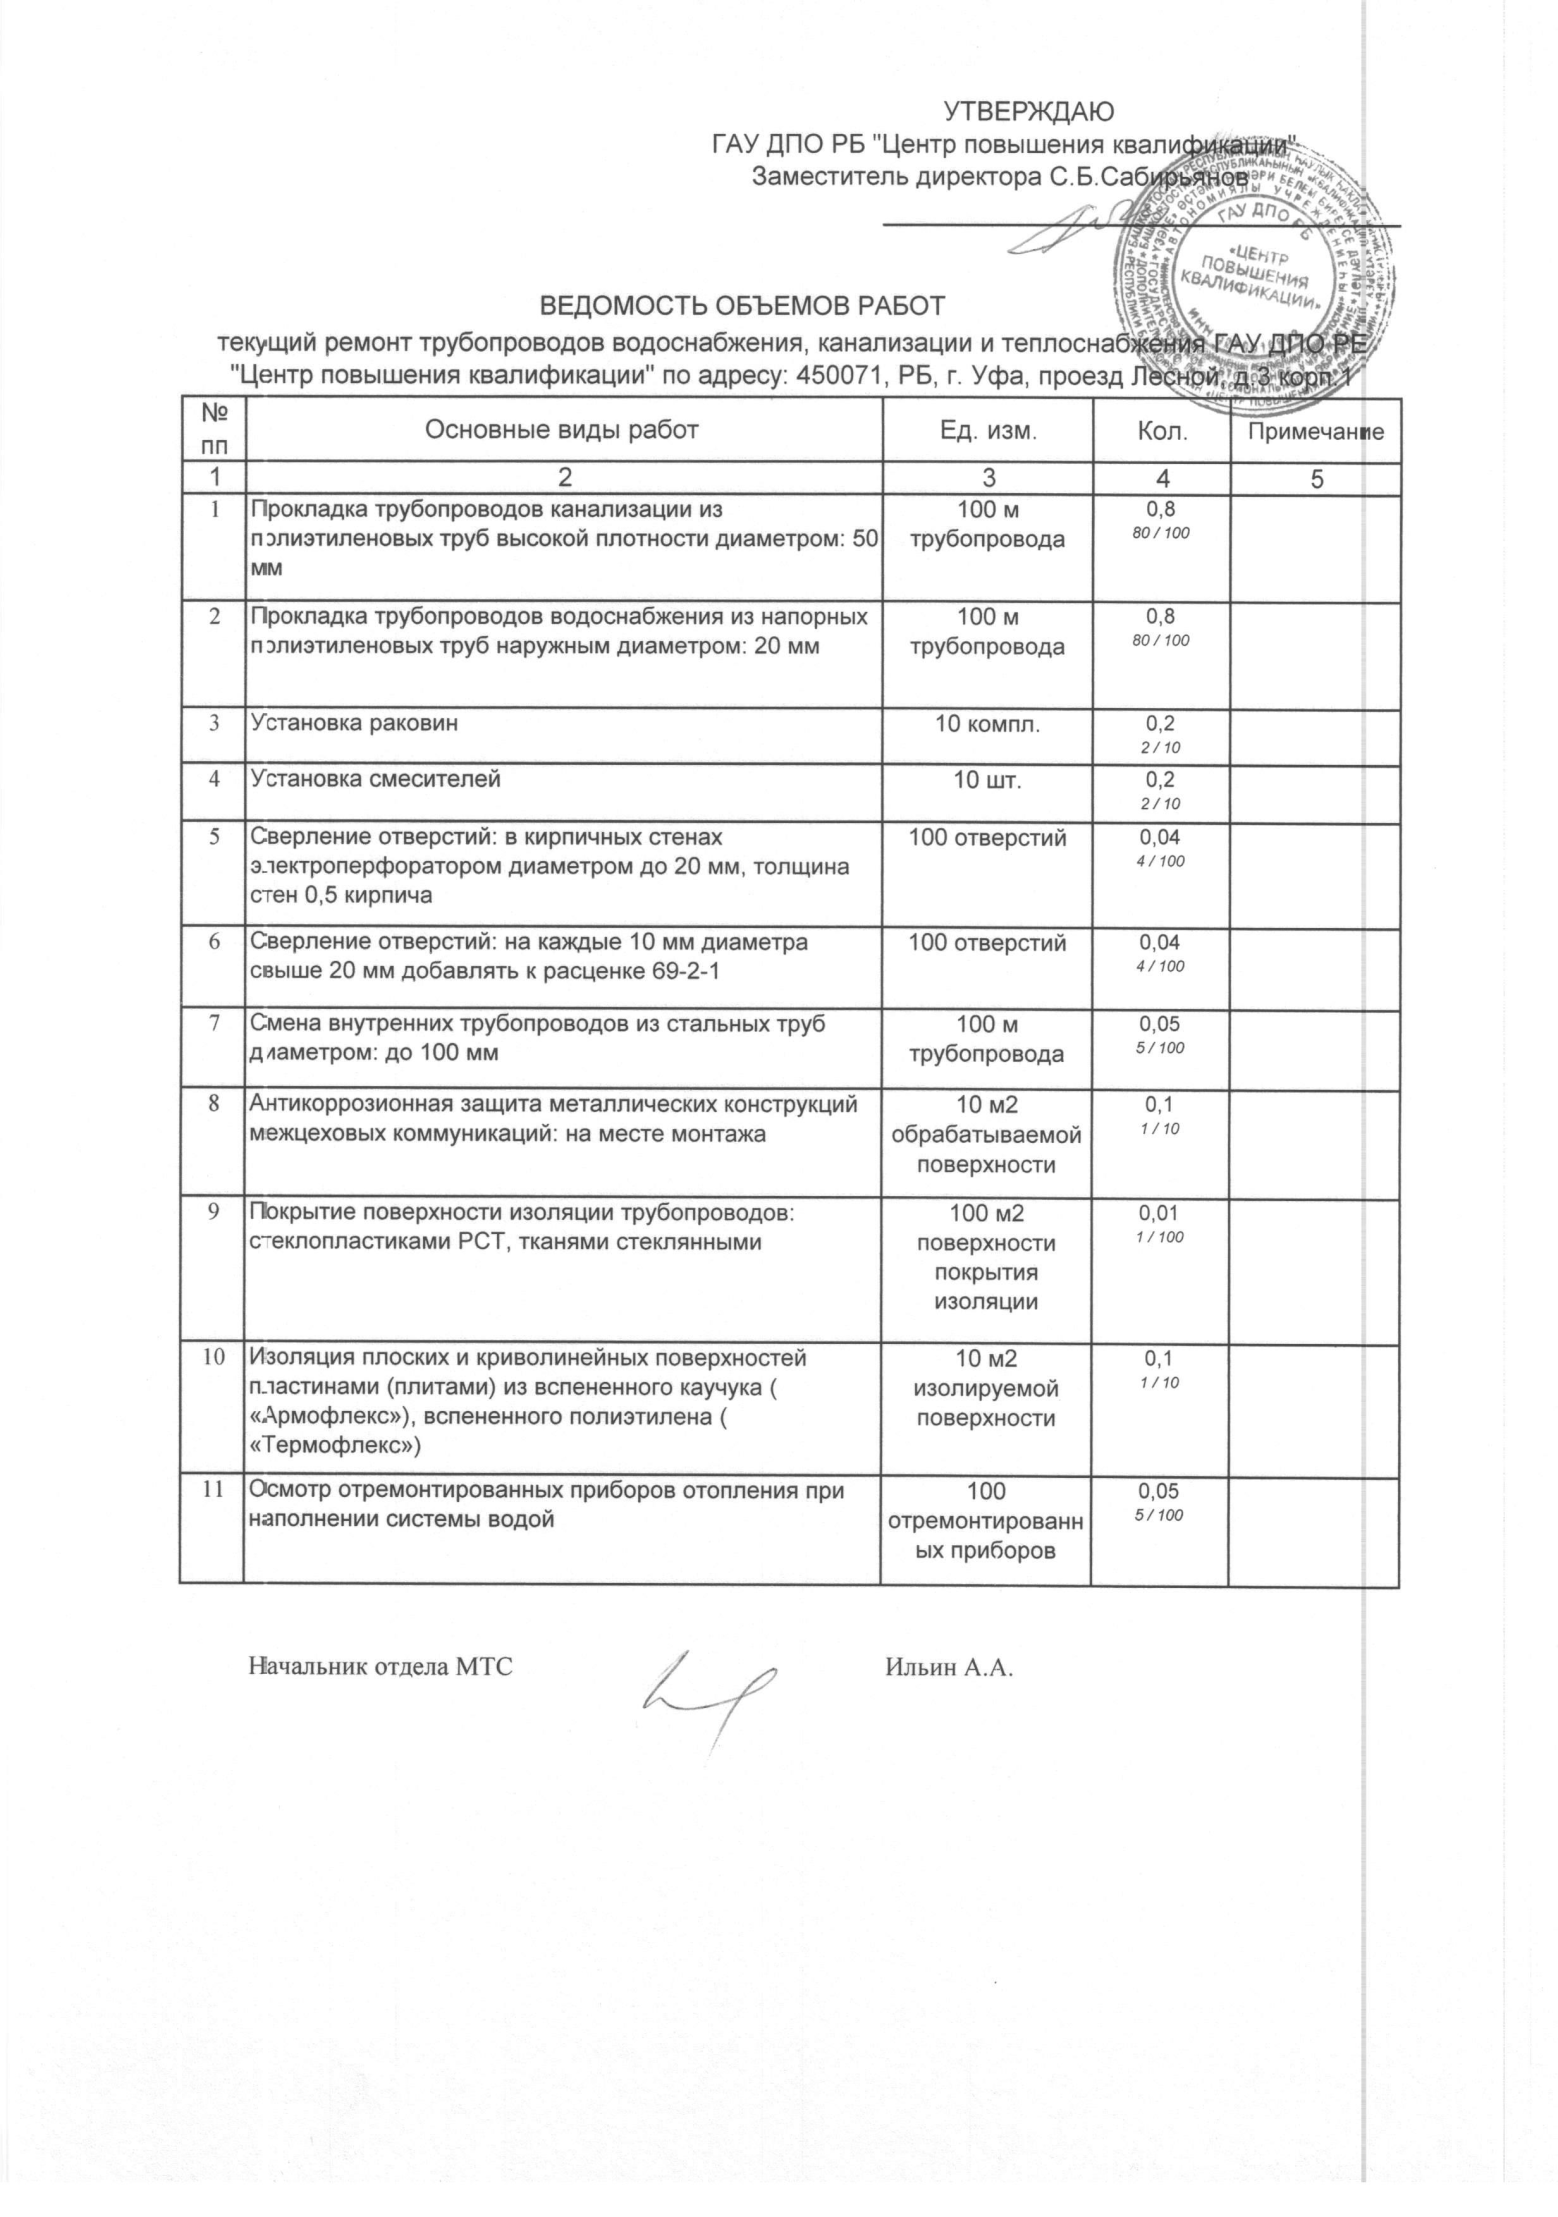 УТВЕРЖДАЮ
ГАУ ДПО РБ "Центр повышения квалификации"
Заместитель директора С.Б.Сабирьянов
ГАУ ДПО РБ
«ЦЕНТР
ПОВЫШЕНИЯ
КВАЛИФИКАЦИИ»
ВЕДОМОСТЬ ОБЪЕМОВ РАБОТ
текущий ремонт трубопроводов водоснабжения, канализации и теплоснабжения ГАУ ДПО РБ
"Центр повышения квалификации" по адресу: 450071, РБ, г. Уфа, проезд Лесной, д.3 корп.1
№ Основные виды работ Ед. изм. Кол. Примечание
пп
1 2 3 4 5
1 Прокладка трубопроводов канализации из 100 м 0,8
полиэтиленовых труб высокой плотности диаметром: 50 трубопровода 80 / 100
мм
2 Прокладка трубопроводов водоснабжения из напорных 100 м 0,8
полиэтиленовых труб наружным диаметром: 20 мм трубопровода 80 / 100
3 Установка раковин 10 компл. 0,2
2 / 10
4 Установка смесителей 10 шт. 0,2
2 / 10
5 Сверление отверстий: в кирпичных стенах 100 отверстий 0,04
электроперфоратором диаметром до 20 мм, толщина 4 / 100
стен 0,5 кирпича
6 Сверление отверстий: на каждые 10 мм диаметра 100 отверстий 0,04
свыше 20 мм добавлять к расценке 69-2-1 4 / 100
7 Смена внутренних трубопроводов из стальных труб 100 м 0,05
диаметром: до 100 мм трубопровода 5 / 100
8 Антикоррозионная защита металлических конструкций 10 м2 0,1
межцеховых коммуникаций: на месте монтажа обрабатываемой 1 / 10
поверхности
9 Покрытие поверхности изоляции трубопроводов: 100 м2 0,01
стеклопластиками РСТ, тканями стеклянными поверхности 1 / 100
покрытия
изоляции
10 Изоляция плоских и криволинейных поверхностей 10 м2 0,1
пластинами (плитами) из вспененного каучука ( изолируемой 1 / 10
«Армофлекс»), вспененного полиэтилена ( поверхности
«Термофлекс»)
11 Осмотр отремонтированных приборов отопления при 100 0,05
наполнении системы водой отремонтированн 5 / 100
ых приборов
Начальник отдела МТС Ильин А.А.